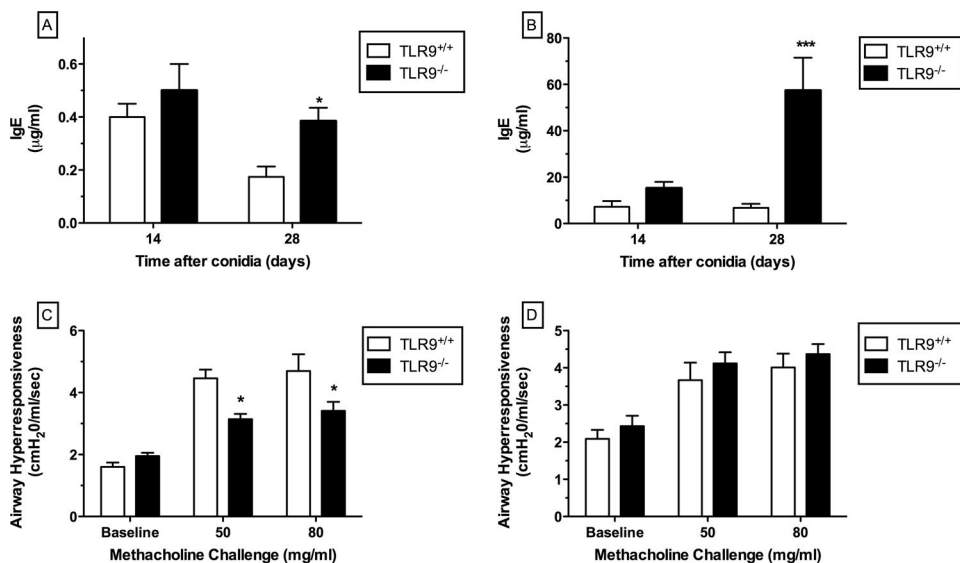 A
TLR9+/+
TLR9-/-
IgE
(μg/ml)
0.6
0.4
0.2
0.0
*
14 28
Time after conidia (days)
B
TLR9+/+
TLR9-/-
IgE
(μg/ml)
80
60
40
20
0
***
14 28
Time after conidia (days)
C
TLR9+/+
TLR9-/-
Airway Hyperresponsiveness
(cmH20/ml/sec)
6
4
2
0
* *
Baseline 50 80
Methacholine Challenge (mg/ml)
D
TLR9+/+
TLR9-/-
Airway Hyperresponsiveness
(cmH20/ml/sec)
5
4
3
2
1
0
Baseline 50 80
Methacholine Challenge (mg/ml)